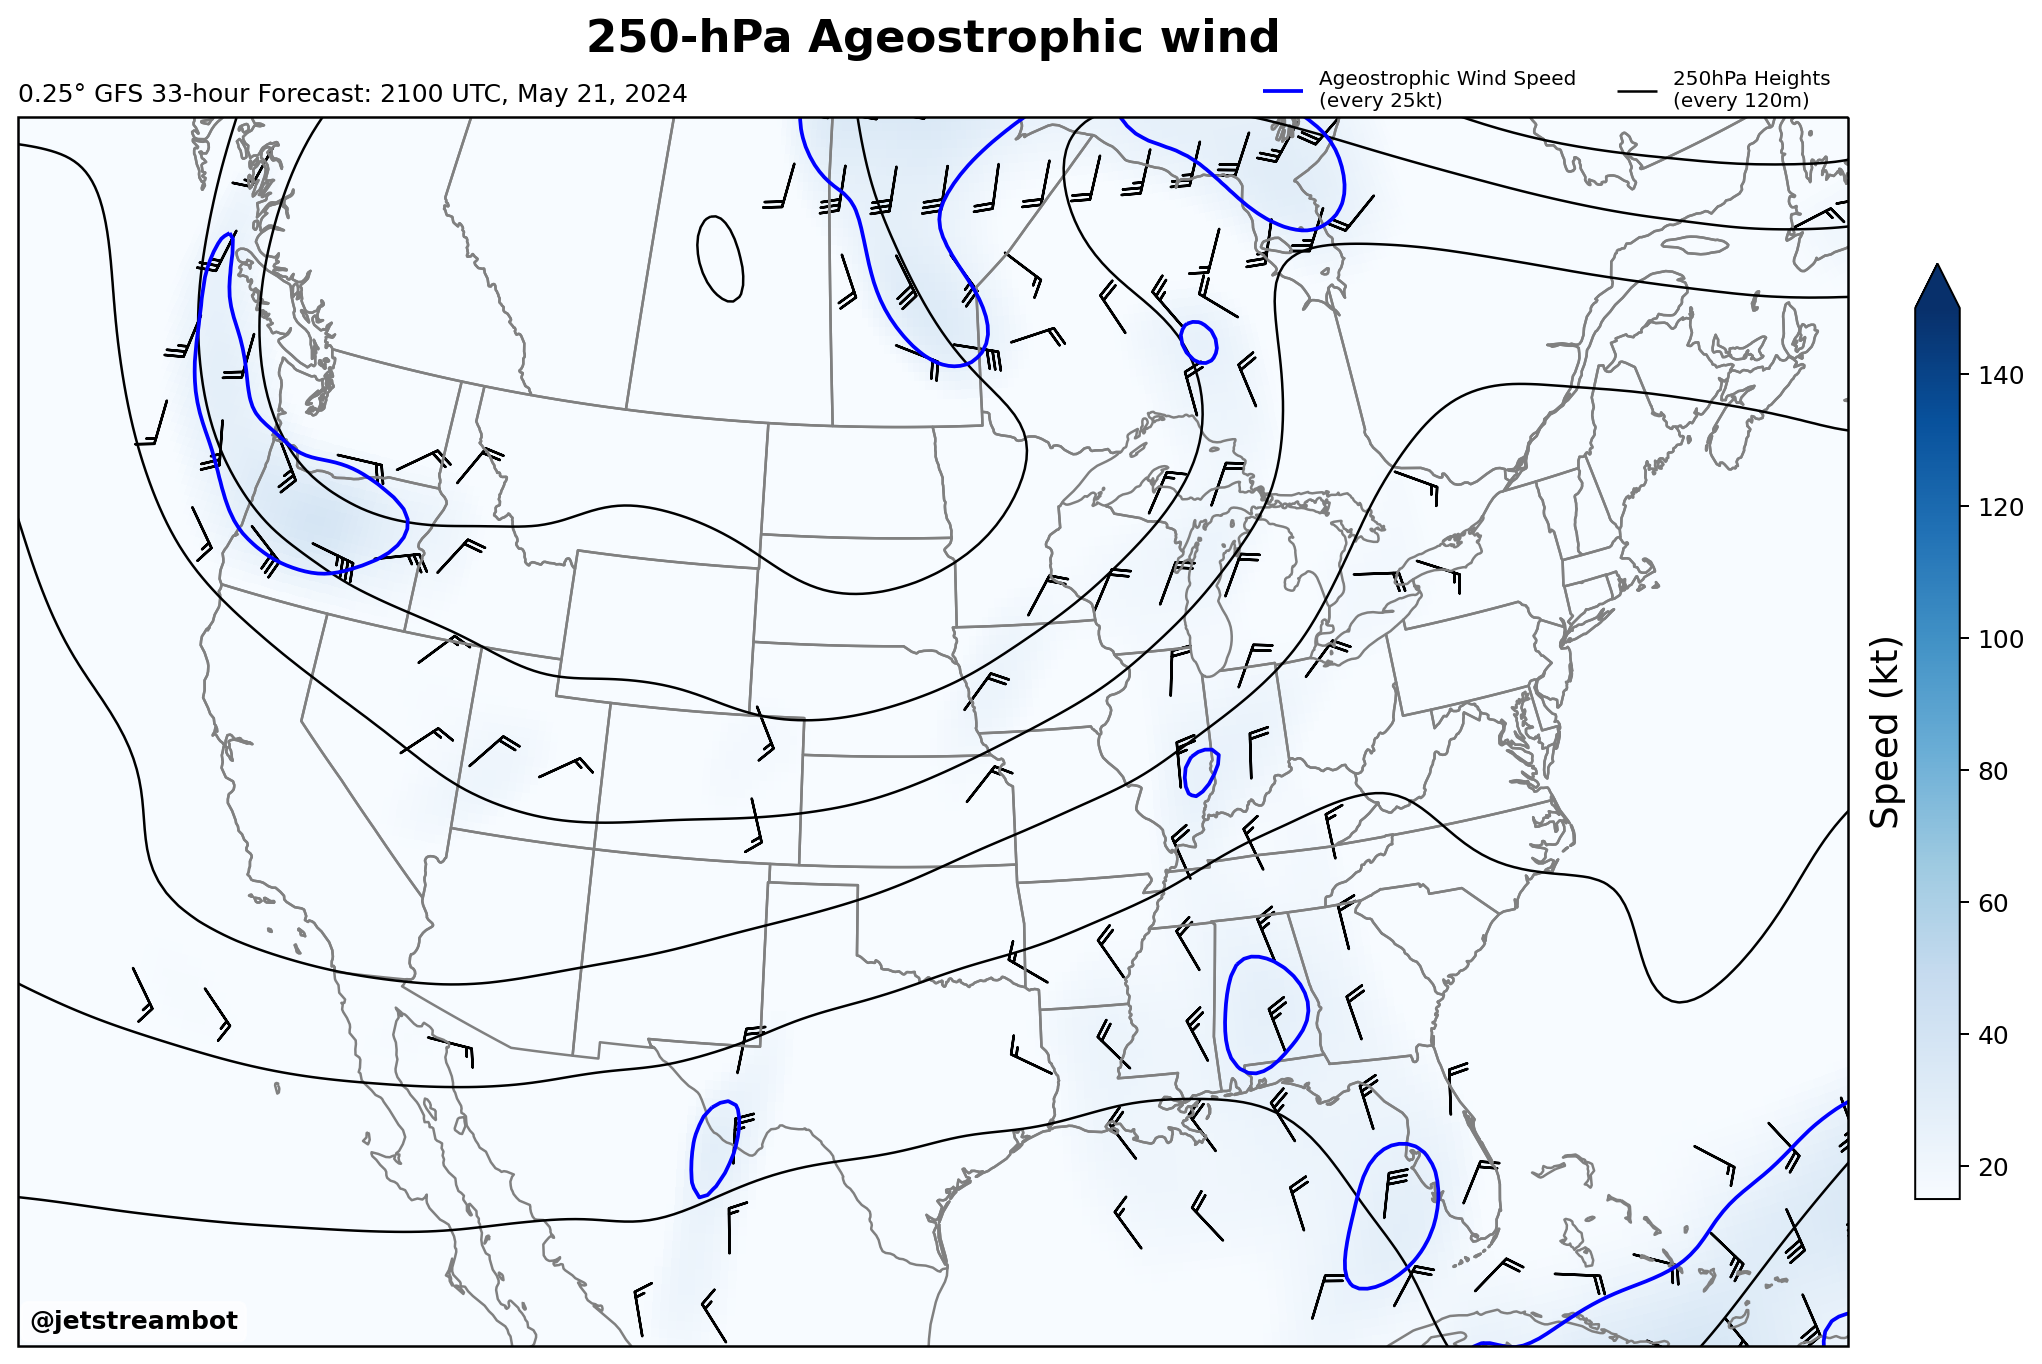 250-hPa Ageostrophic wind
0.25° GFS 33-hour Forecast: 2100 UTC, May 21, 2024
Ageostrophic Wind Speed
(every 25kt)
250hPa Heights
(every 120m)
140
120
100
80
60
40
20
Speed (kt)
@jetstreambot